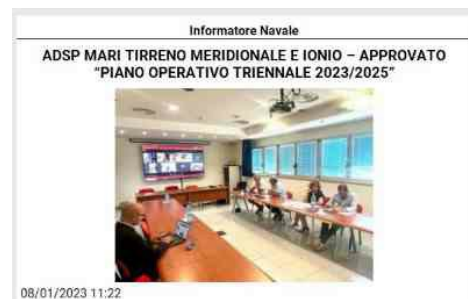 Informatore Navale
ADSP MARI TIRRENO MERIDIONALE E IONIO – APPROVATO
"PIANO OPERATIVO TRIENNALE 2023/2025"
08/01/2023 11:22